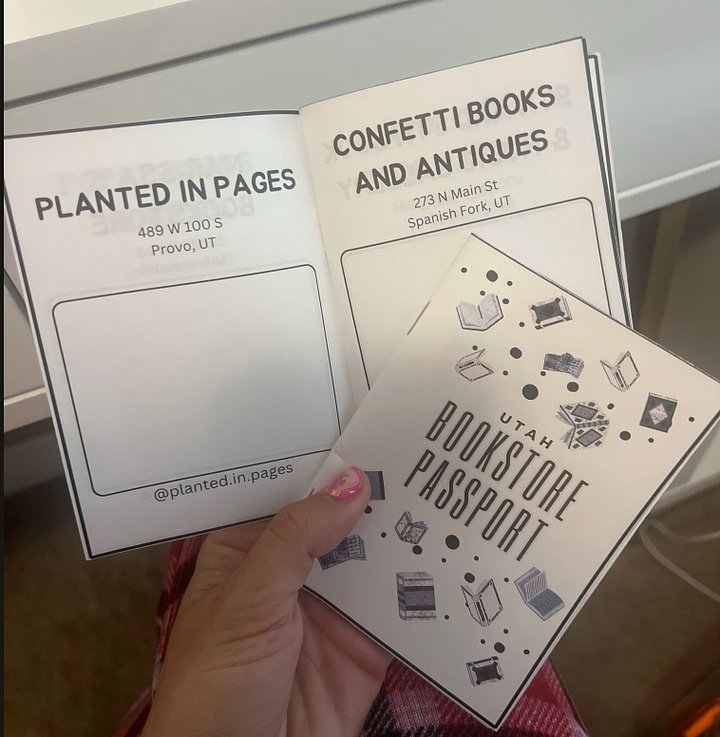 PLANTED IN PAGES
489 W 100 S
Provo, UT
@planted.in.pages
CONFETTI BOOKS
AND ANTIQUES
273 N Main St
Spanish Fork, UT
UTAH
BOOKSTORE
PASSPORT